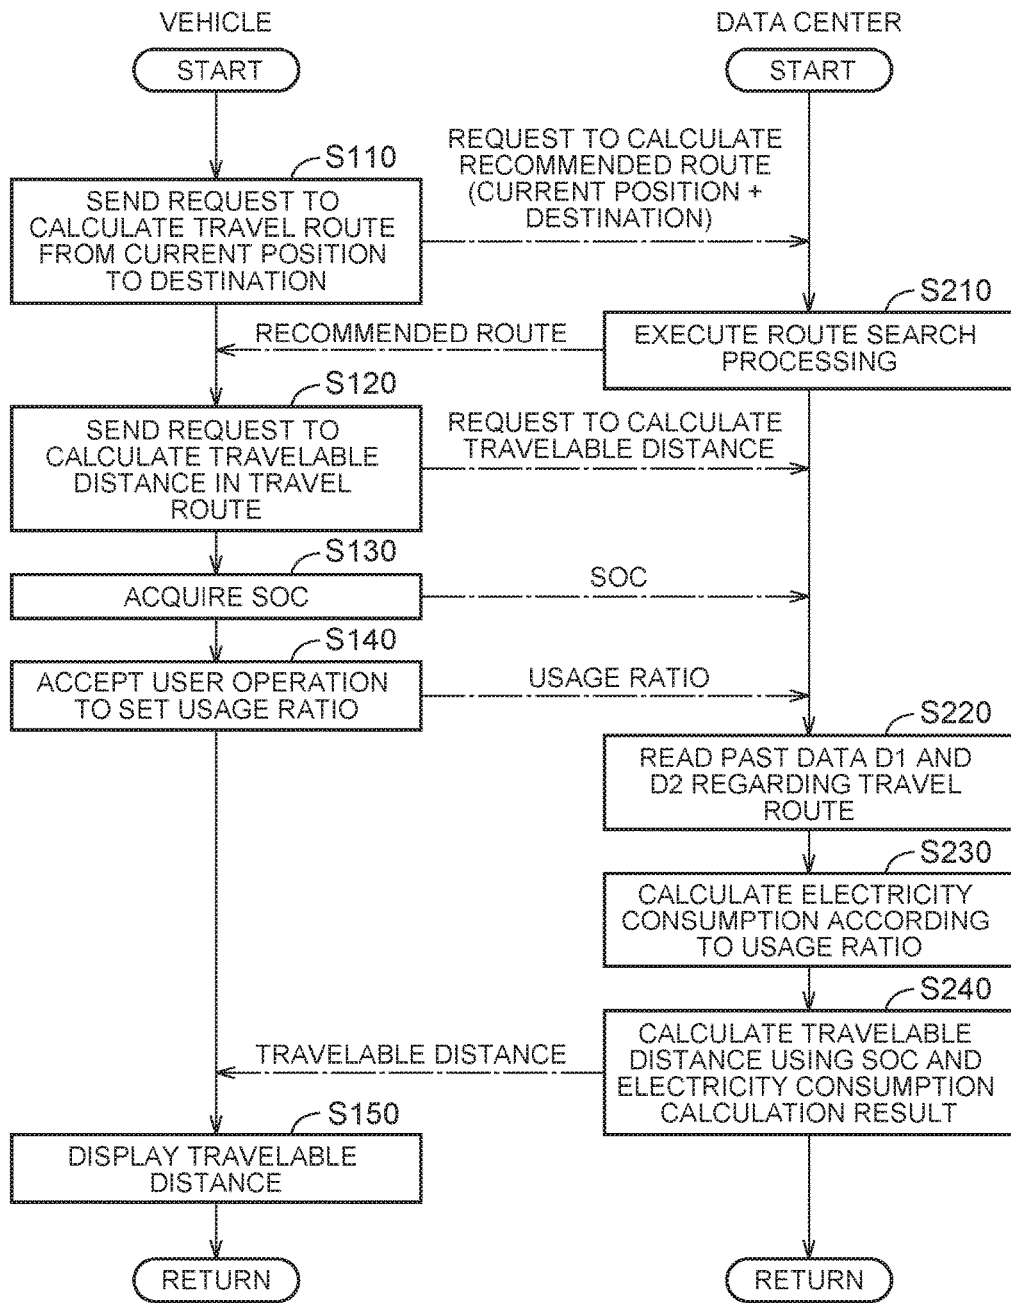 VEHICLE
DATA CENTER
START
START
S110
REQUEST TO CALCULATE
RECOMMENDED ROUTE
(CURRENT POSITION +
DESTINATION)
SEND REQUEST TO
CALCULATE TRAVEL ROUTE
FROM CURRENT POSITION
TO DESTINATION
S210
RECOMMENDED ROUTE
EXECUTE ROUTE SEARCH
PROCESSING
S120
SEND REQUEST TO
CALCULATE TRAVELABLE
DISTANCE IN TRAVEL
ROUTE
REQUEST TO CALCULATE
TRAVELABLE DISTANCE
S130
ACQUIRE SOC
SOC
S140
ACCEPT USER OPERATION
TO SET USAGE RATIO
USAGE RATIO
S220
READ PAST DATA D1 AND
D2 REGARDING TRAVEL
ROUTE
S230
CALCULATE ELECTRICITY
CONSUMPTION ACCORDING
TO USAGE RATIO
S240
CALCULATE TRAVELABLE
DISTANCE USING SOC AND
ELECTRICITY CONSUMPTION
CALCULATION RESULT
TRAVELABLE DISTANCE
S150
DISPLAY TRAVELABLE
DISTANCE
RETURN
RETURN